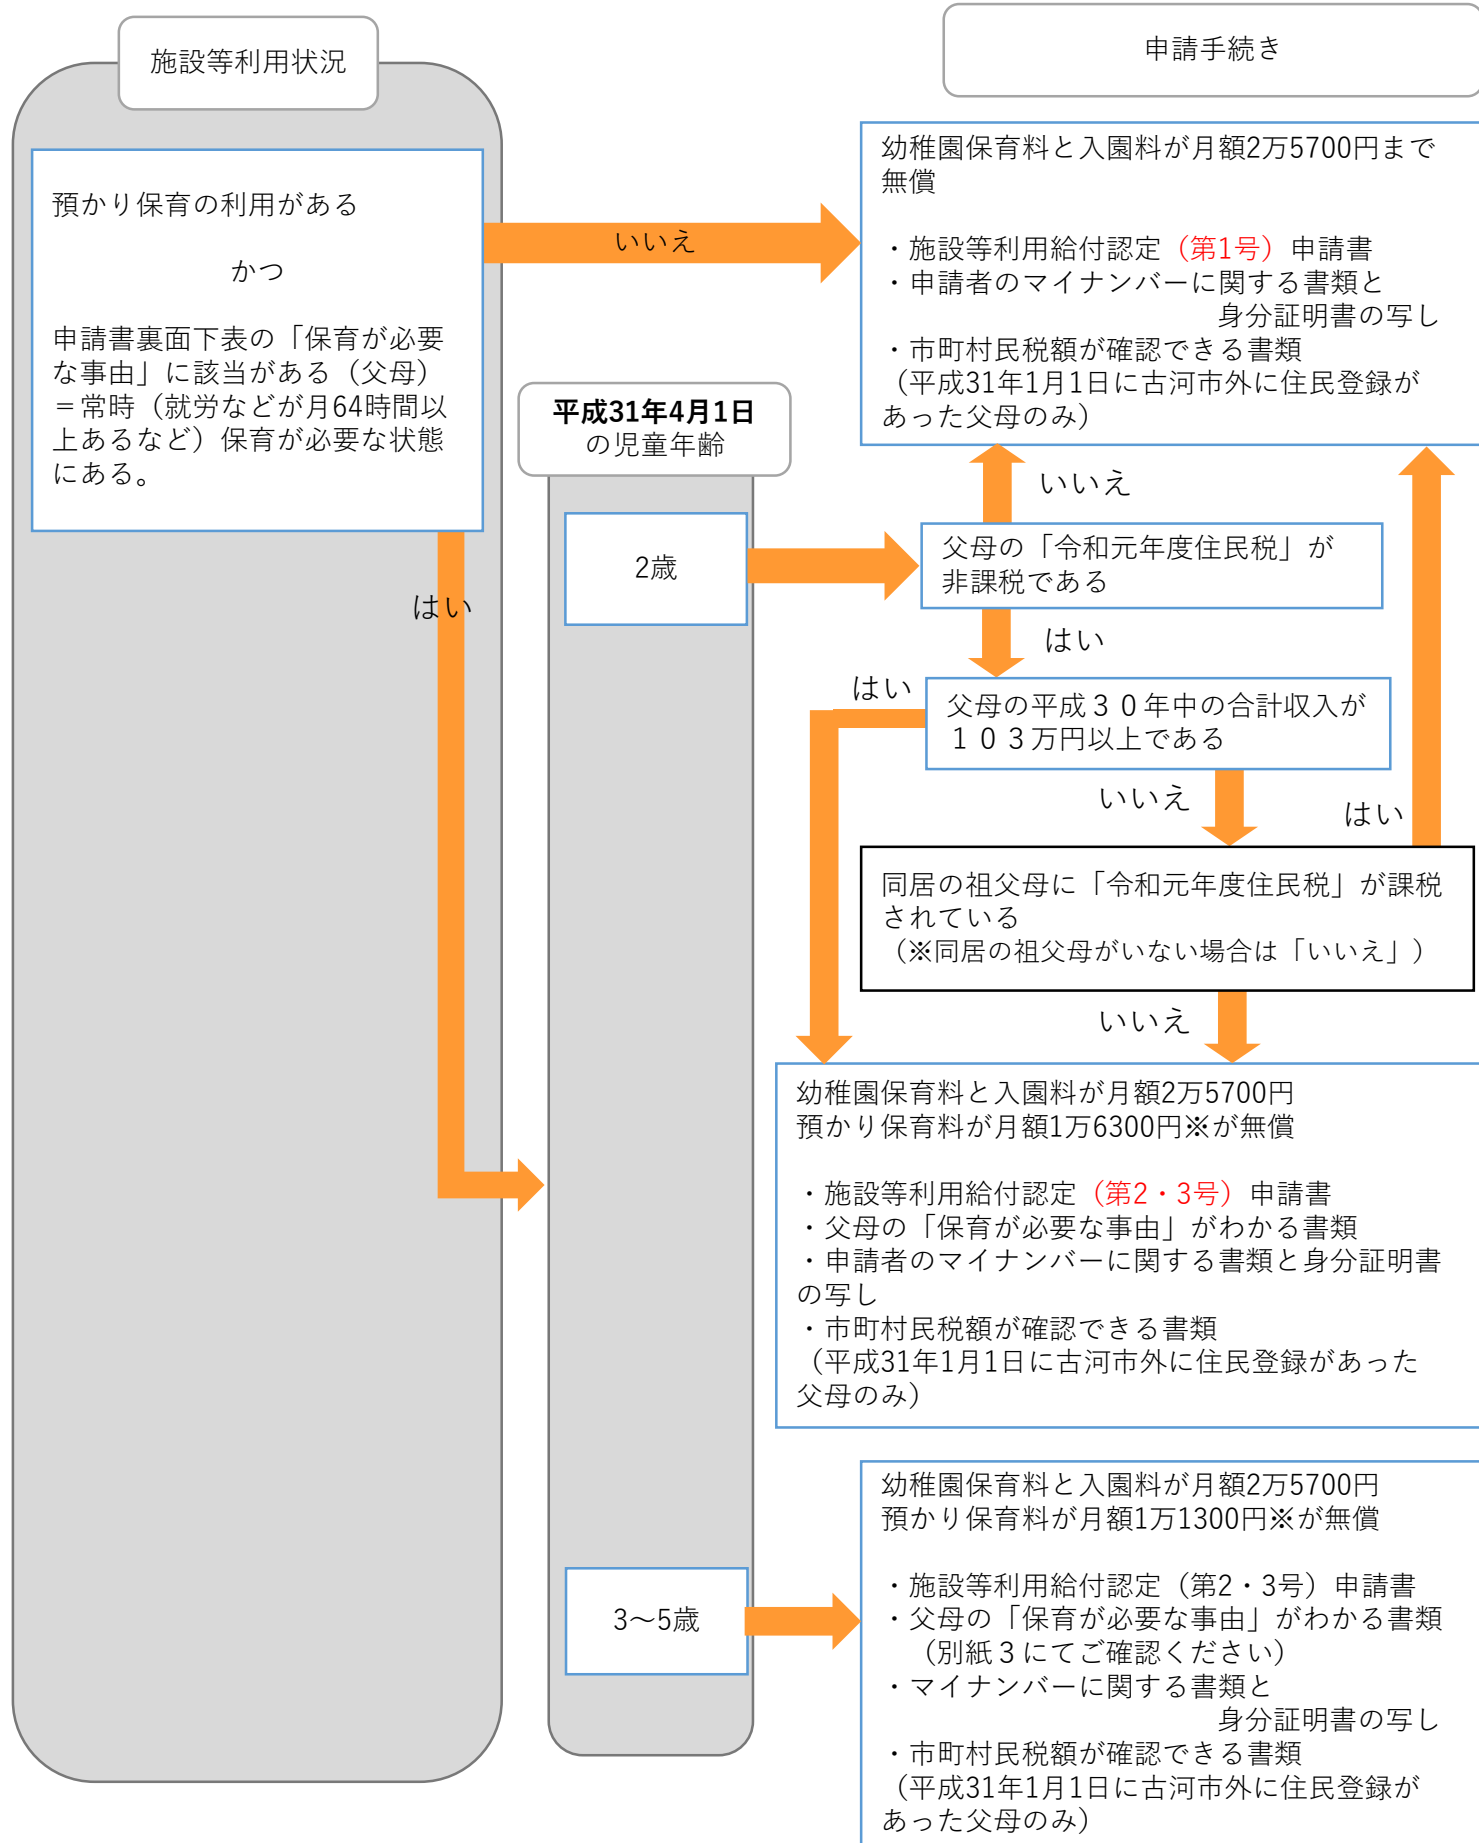 施設等利用状況
申請手続き
預かり保育の利用がある
かつ
申請書裏面下表の「保育が必要
な事由」に該当がある（父母）
＝常時（就労などが月64時間以
上あるなど）保育が必要な状態
にある。
いいえ
はい
幼稚園保育料と入園料が月額2万5700円まで
無償
・施設等利用給付認定（第1号）申請書
・申請者のマイナンバーに関する書類と
身分証明書の写し
・市町村民税額が確認できる書類
（平成31年1月1日に古河市外に住民登録が
あった父母のみ）
平成31年4月1日
の児童年齢
2歳
いいえ
父母の「令和元年度住民税」が
非課税である
はい
はい
父母の平成３０年中の合計収入が
１０３万円以上である
いいえ
はい
同居の祖父母に「令和元年度住民税」が課税
されている
（※同居の祖父母がいない場合は「いいえ」）
いいえ
幼稚園保育料と入園料が月額2万5700円
預かり保育料が月額1万6300円※が無償
・施設等利用給付認定（第2・3号）申請書
・父母の「保育が必要な事由」がわかる書類
・申請者のマイナンバーに関する書類と身分証明書
の写し
・市町村民税額が確認できる書類
（平成31年1月1日に古河市外に住民登録があった
父母のみ）
3〜5歳
幼稚園保育料と入園料が月額2万5700円
預かり保育料が月額1万1300円※が無償
・施設等利用給付認定（第2・3号）申請書
・父母の「保育が必要な事由」がわかる書類
（別紙３にてご確認ください）
・マイナンバーに関する書類と
身分証明書の写し
・市町村民税額が確認できる書類
（平成31年1月1日に古河市外に住民登録が
あった父母のみ）